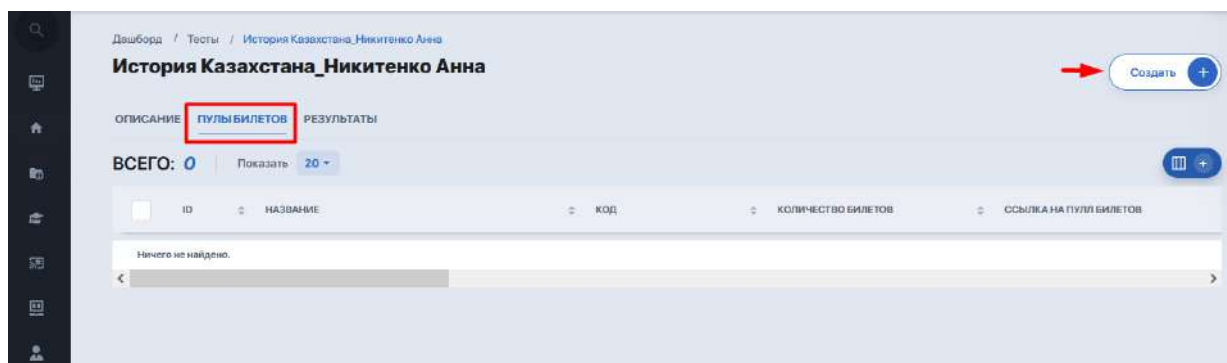 Дашборд / Тесты / История Казахстана_Никитенко Анна
История Казахстана_Никитенко Анна
Создать +
ОПИСАНИЕ ПУЛЫ БИЛЕТОВ РЕЗУЛЬТАТЫ
ВСЕГО: 0 Показать 20
ID НАЗВАНИЕ КОД КОЛИЧЕСТВО БИЛЕТОВ ССЫЛКА НА ПУЛЛ БИЛЕТОВ
Ничего не найдено.